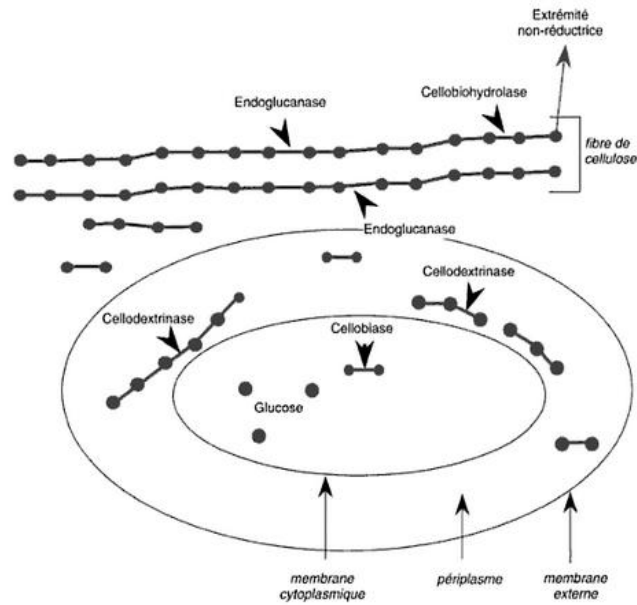 Extrémité
non-réductrice
Endoglucanase
Cellobiohydrolase
fibre de
cellulose
Endoglucanase
Cellodextrinase
Cellodextrinase
Cellobiase
Glucose
membrane
cytoplasmique
périplasme
membrane
externe